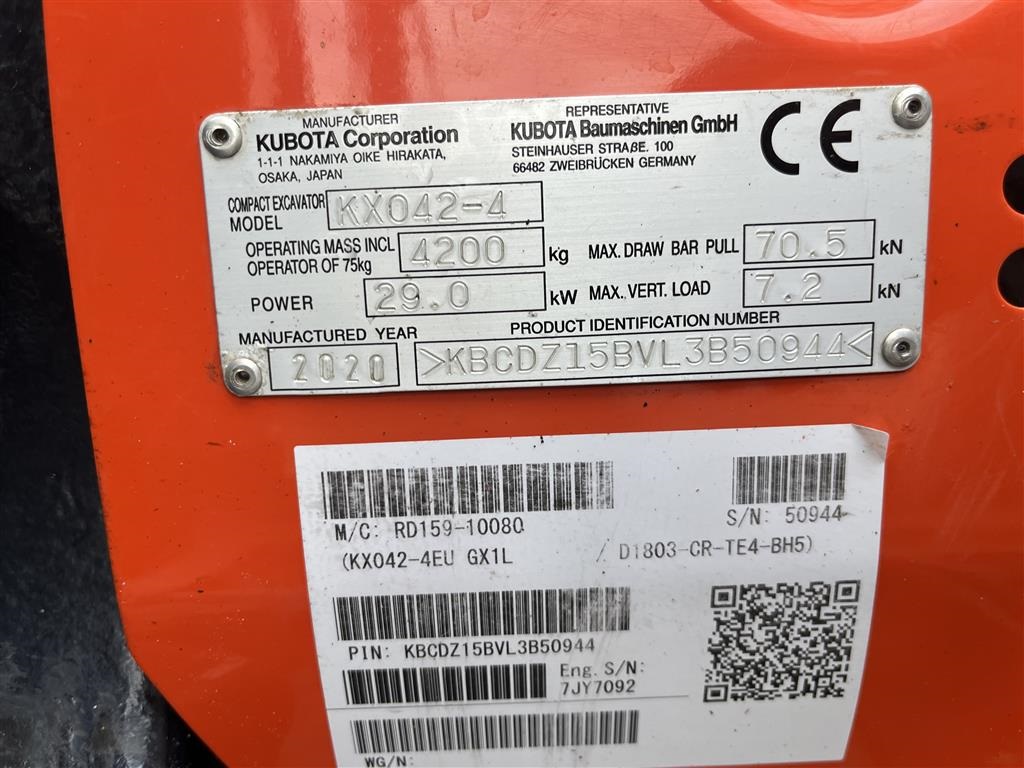 MANUFACTURER
KUBOTA Corporation
1-1-1 NAKAMIYA OIKE HIRAKATA,
OSAKA, JAPAN
REPRESENTATIVE
KUBOTA Baumaschinen GmbH
STEINHAUSER STRAßE. 100
66482 ZWEIBRÜCKEN GERMANY
CE
COMPACT EXCAVATOR
MODEL KX042-4
OPERATING MASS INCL
OPERATOR OF 75kg 4200 kg
MAX. DRAW BAR PULL 70.5 kN
POWER 29.0 kW
MAX. VERT. LOAD 7.2 kN
MANUFACTURED YEAR
2020
PRODUCT IDENTIFICATION NUMBER
>KBCDZ15BVL3B50944<
M/C: RD159-10080
S/N: 50944
(KX042-4EU GX1L / D1803-CR-TE4-BH5)
PIN: KBCDZ15BVL3B50944
Eng. S/N:
7JY7092
WG/N: